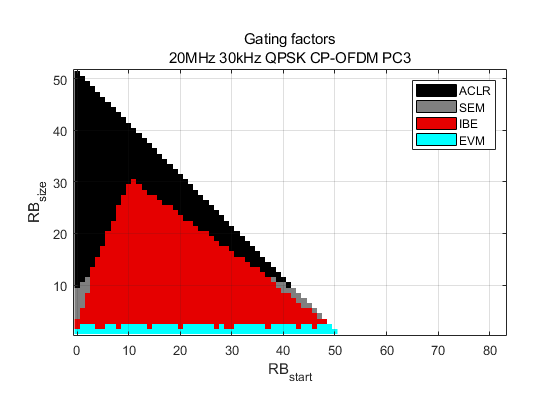 Gating factors
20MHz 30kHz QPSK CP-OFDM PC3
ACLR
SEM
IBE
EVM
50
40
30
20
10
RBsize
0 10 20 30 40 50 60 70 80
RBstart